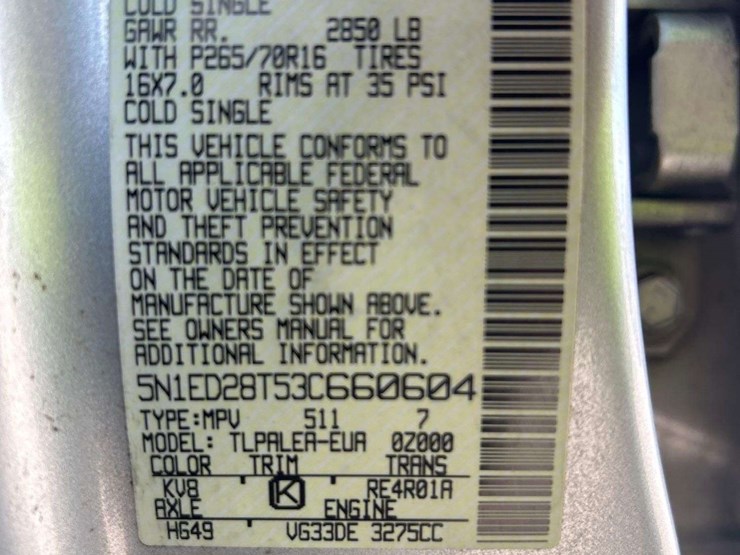 COLD SINGLE
GAWR RR. 2850 LB
WITH P265/70R16 TIRES
16X7.0 RIMS AT 35 PSI
COLD SINGLE
THIS VEHICLE CONFORMS TO
ALL APPLICABLE FEDERAL
MOTOR VEHICLE SAFETY
AND THEFT PREVENTION
STANDARDS IN EFFECT
ON THE DATE OF
MANUFACTURE SHOWN ABOVE.
SEE OWNERS MANUAL FOR
ADDITIONAL INFORMATION.
5N1ED28T53C660604
TYPE:MPV 511 7
MODEL: TLPALEA-EUA 0Z000
COLOR TRIM TRANS
KV8 K RE4R01A
AXLE ENGINE
HG49 VG33DE 3275CC